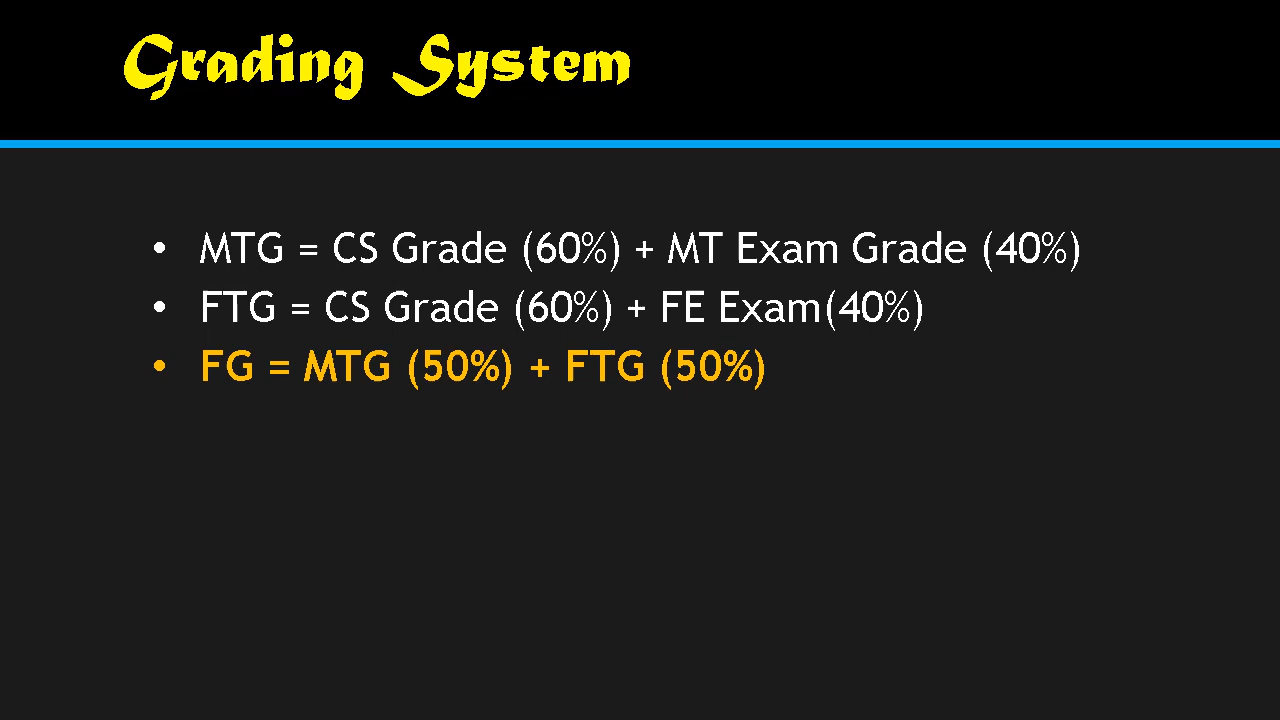 Grading System
• MTG = CS Grade (60%) + MT Exam Grade (40%)
• FTG = CS Grade (60%) + FE Exam(40%)
• FG = MTG (50%) + FTG (50%)